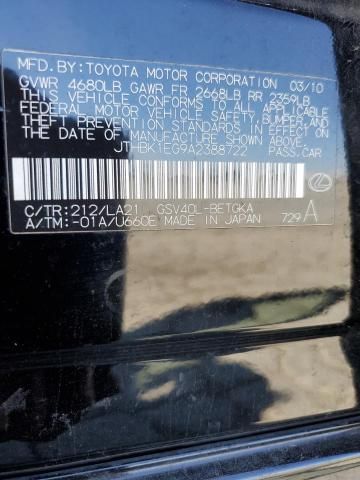 MFD. BY: TOYOTA MOTOR CORPORATION 03/10
GVWR 4680LB GAWR FR 2668LB RR 2359LB
THIS VEHICLE CONFORMS TO ALL APPLICABLE
FEDERAL MOTOR VEHICLE SAFETY, BUMPER, AND
THEFT PREVENTION STANDARDS IN EFFECT ON
THE DATE OF MANUFACTURE SHOWN ABOVE.
JTHBK1EG9A2388722 PASS.CAR
C/TR: 212/LA21 GSV40L-BETGKA
A/TM: -01A/U660E MADE IN JAPAN 729 A